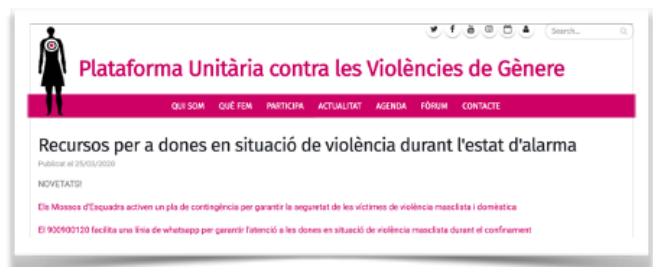 Search...
Plataforma Unitària contra les Violències de Gènere
QUI SOM QUÈ FEM PARTICIPA ACTUALITAT AGENDA FÒRUM CONTACTE
Recursos per a dones en situació de violència durant l'estat d'alarma
Publicat el 25/03/2020
NOVETATS!
Els Mossos d'Esquadra activen un pla de contingència per garantir la seguretat de les víctimes de violència masclista i domèstica
El 900900120 facilita una línia de whatsapp per garantir l'atenció a les dones en situació de violència masclista durant el confinament